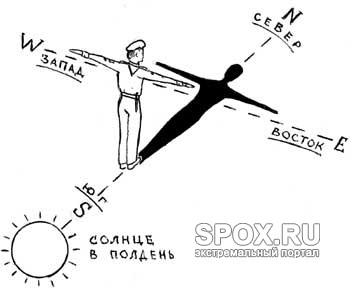 N
СЕВЕР
W
ЗАПАД
ВОСТОК
E
Ю
S
СОЛНЦЕ
В ПОЛДЕНЬ
SPOX.RU
экстремальный портал